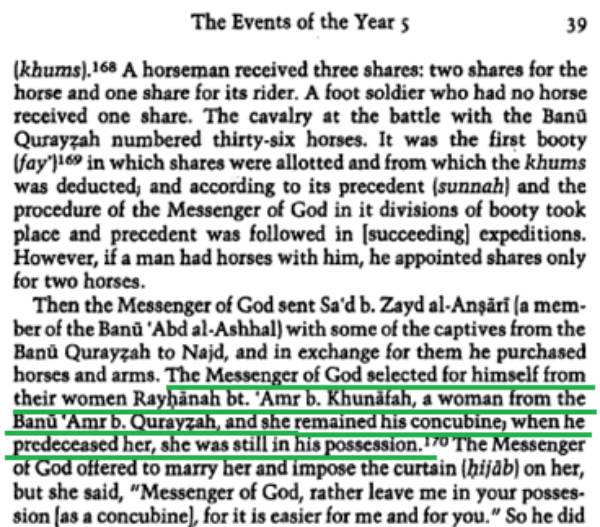 The Events of the Year 5 39
(khums).168 A horseman received three shares: two shares for the
horse and one share for its rider. A foot soldier who had no horse
received one share. The cavalry at the battle with the Banū
Qurayẓah numbered thirty-six horses. It was the first booty
(fay’)169 in which shares were allotted and from which the khums
was deducted; and according to its precedent (sunnah) and the
procedure of the Messenger of God in it divisions of booty took
place and precedent was followed in [succeeding] expeditions.
However, if a man had horses with him, he appointed shares only
for two horses.
Then the Messenger of God sent Sa'd b. Zayd al-Anṣārī (a mem-
ber of the Banū 'Abd al-Ashhal) with some of the captives from the
Banū Qurayẓah to Najd, and in exchange for them he purchased
horses and arms. The Messenger of God selected for himself from
their women Rayḥānah bt. 'Amr b. Khunāfah, a woman from the
Banū 'Amr b. Qurayẓah, and she remained his concubine; when he
predeceased her, she was still in his possession.170 The Messenger
of God offered to marry her and impose the curtain (ḥijāb) on her,
but she said, "Messenger of God, rather leave me in your posses-
sion [as a concubine], for it is easier for me and for you." So he did